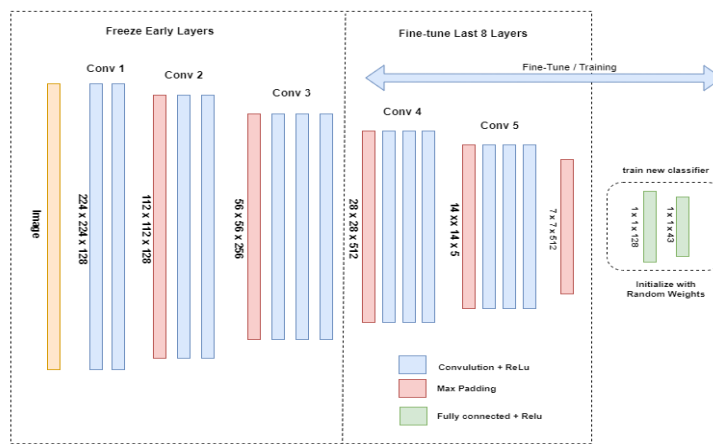 Freeze Early Layers
Fine-tune Last 8 Layers
Fine-Tune / Training
Conv 1
Conv 2
Conv 3
Conv 4
Conv 5
Image
224 x 224 x 128
112 x 112 x 128
56 x 56 x 256
28 x 28 x 512
14 xx 14 x 5
7 x 7 x 512
train new classifier
1 x 1 x 128
1 x 1 x 43
Initialize with
Random Weights
Convulution + ReLu
Max Padding
Fully connected + Relu